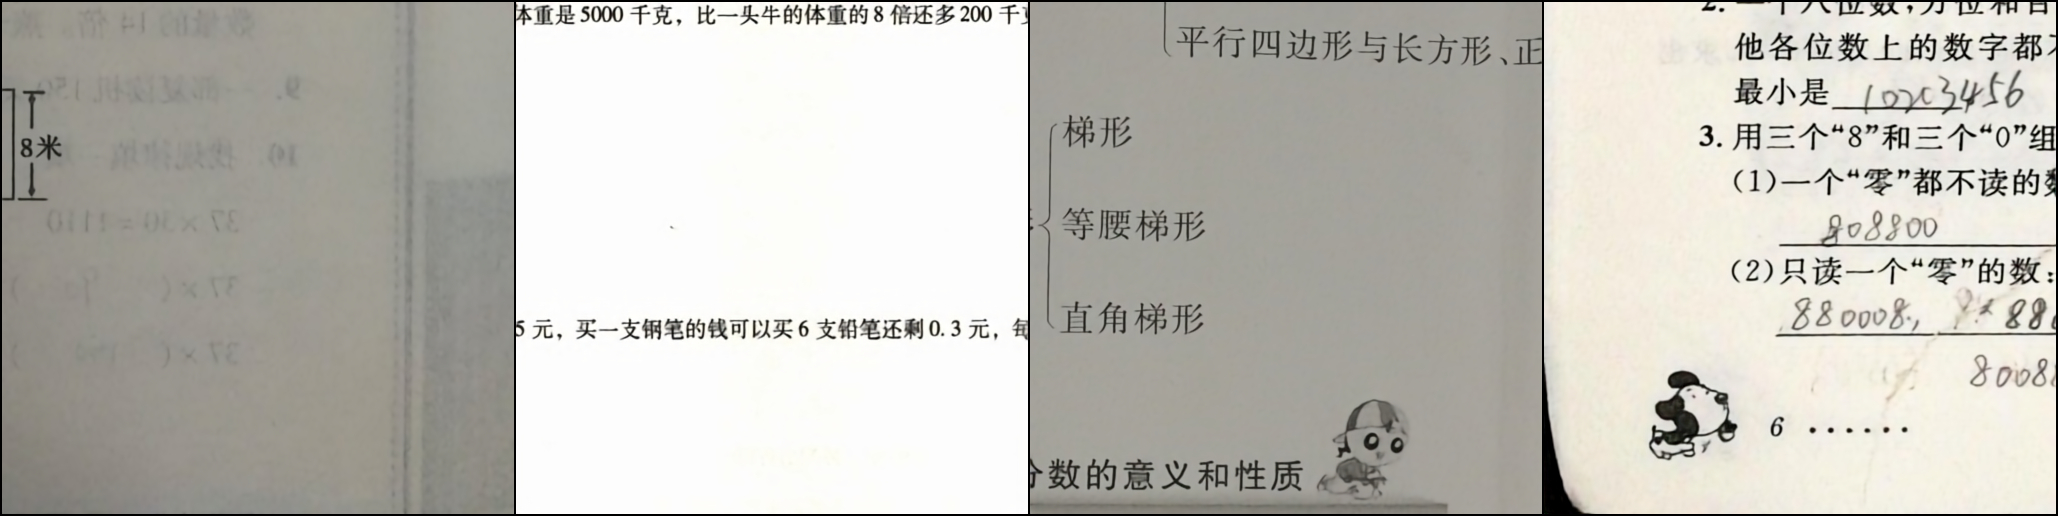 8米
体重是5000千克，比一头牛的体重的8倍还多200千
5元，买一支钢笔的钱可以买6支铅笔还剩0.3元，每
平行四边形与长方形、正
梯形
等腰梯形
直角梯形
分数的意义和性质
他各位数上的数字都不
最小是 10203456
3. 用三个“8”和三个“0”组
(1)一个“零”都不读的数
808800
(2)只读一个“零”的数：
880008,
8008
6 ······